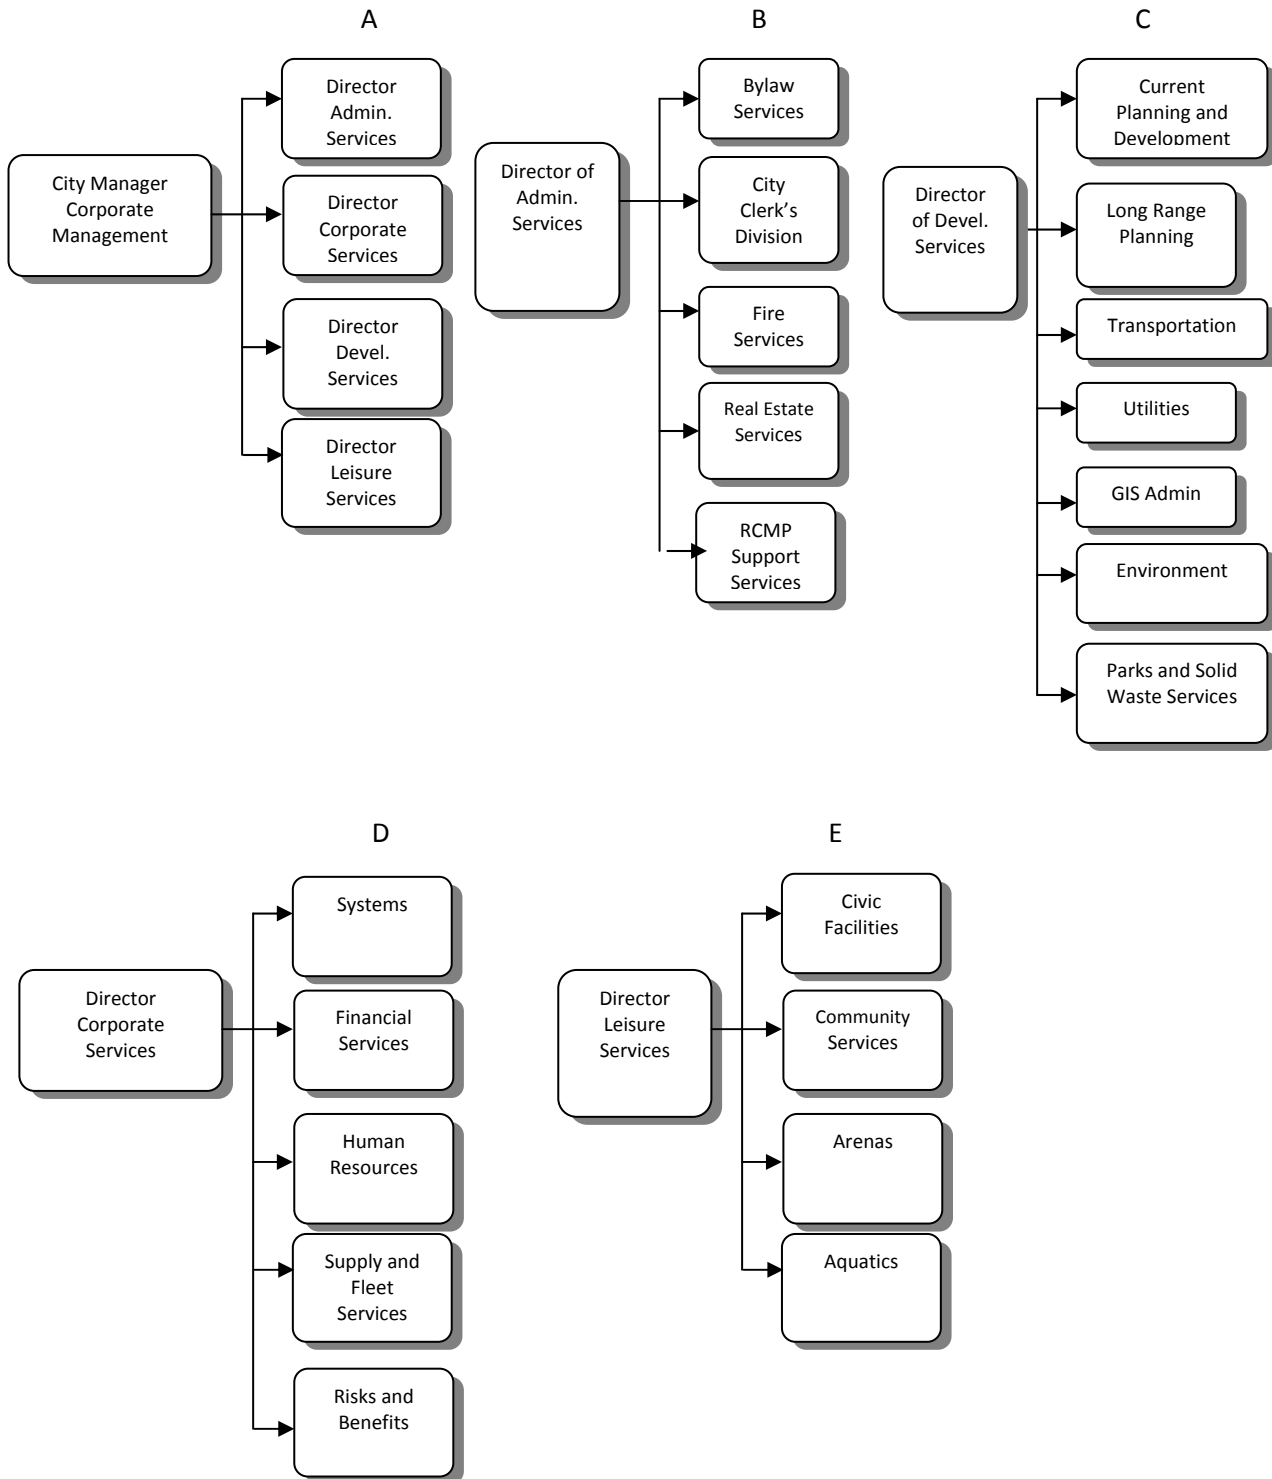 A
City Manager
Corporate
Management
Director
Admin.
Services
Director
Corporate
Services
Director
Devel.
Services
Director
Leisure
Services
B
Director of
Admin.
Services
Bylaw
Services
City
Clerk’s
Division
Fire
Services
Real Estate
Services
RCMP
Support
Services
C
Director
of Devel.
Services
Current
Planning and
Development
Long Range
Planning
Transportation
Utilities
GIS Admin
Environment
Parks and Solid
Waste Services
D
Director
Corporate
Services
Systems
Financial
Services
Human
Resources
Supply and
Fleet
Services
Risks and
Benefits
E
Director
Leisure
Services
Civic
Facilities
Community
Services
Arenas
Aquatics